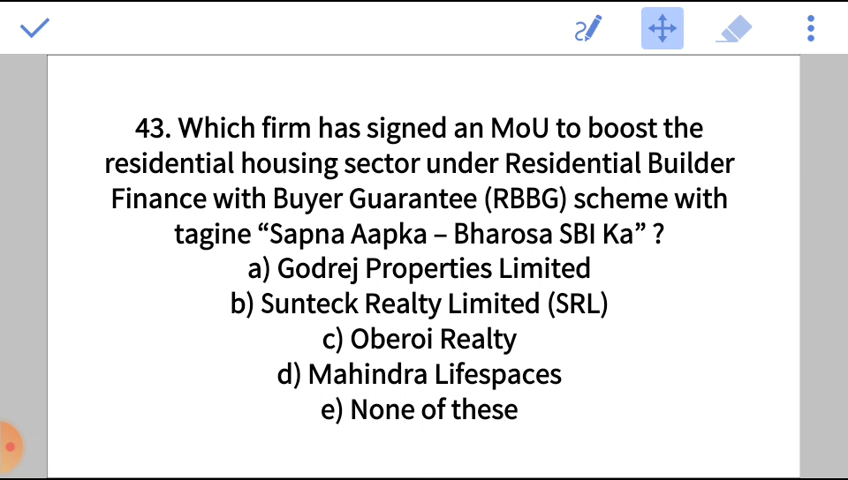 43. Which firm has signed an MoU to boost the
residential housing sector under Residential Builder
Finance with Buyer Guarantee (RBBG) scheme with
tagine “Sapna Aapka – Bharosa SBI Ka” ?
a) Godrej Properties Limited
b) Sunteck Realty Limited (SRL)
c) Oberoi Realty
d) Mahindra Lifespaces
e) None of these